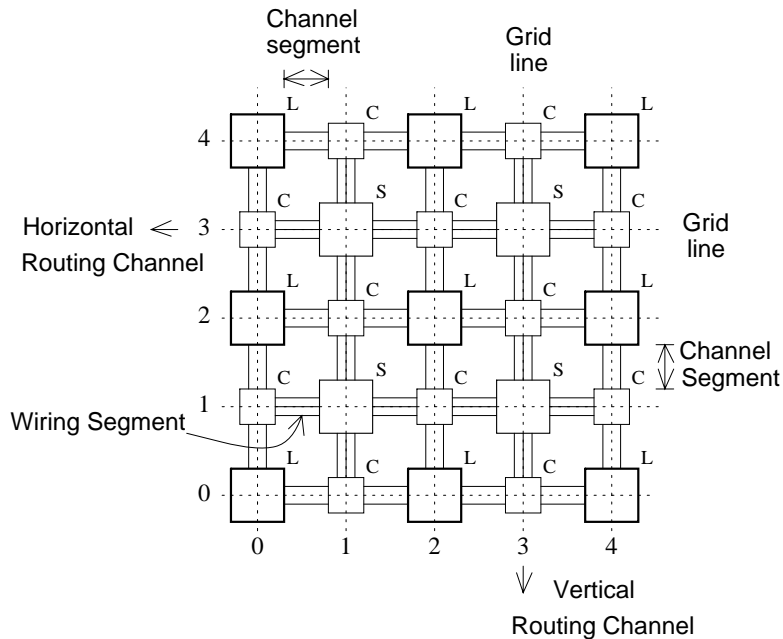 Channel
segment
Grid
line
L C L C L
4
C S C S C
Horizontal
Routing Channel
3
Grid
line
L C L C L
2
Channel
Segment
C S C S C
1
Wiring Segment
L C L C L
0
0 1 2 3 4
Vertical
Routing Channel